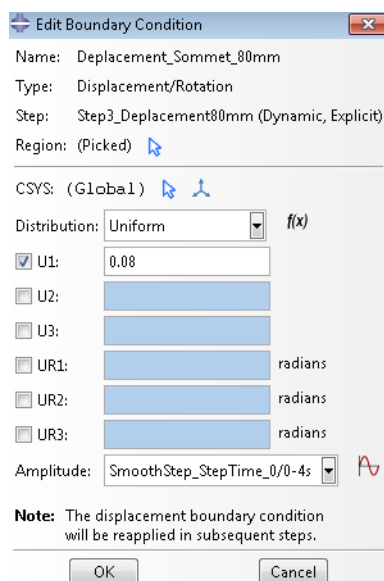 Edit Boundary Condition
Name: Deplacement_Sommet_80mm
Type: Displacement/Rotation
Step: Step3_Deplacement80mm (Dynamic, Explicit)
Region: (Picked)
CSYS: (Global)
Distribution: Uniform f(x)
U1: 0.08
U2:
U3:
UR1: radians
UR2: radians
UR3: radians
Amplitude: SmoothStep_StepTime_0/0-4s
Note: The displacement boundary condition
will be reapplied in subsequent steps.
OK Cancel